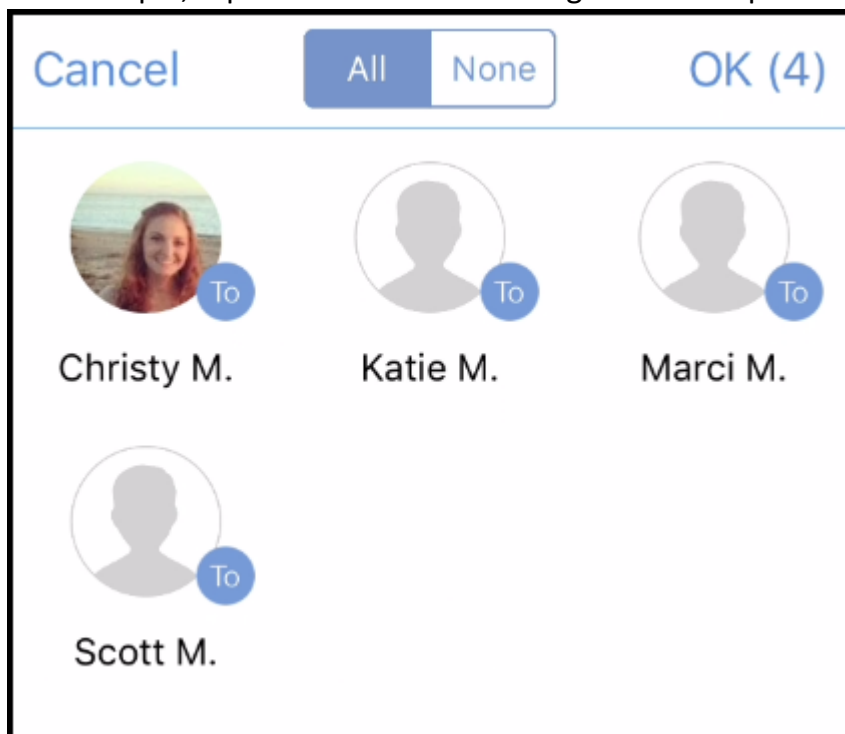 Cancel All None OK (4)
To To To
Christy M. Katie M. Marci M.
To
Scott M.